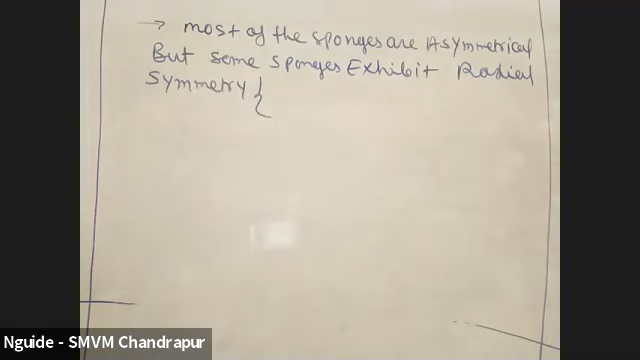 → most of the sponges are Asymmetrical
But some sponges Exhibit Radial
Symmetry {
Nguide - SMVM Chandrapur